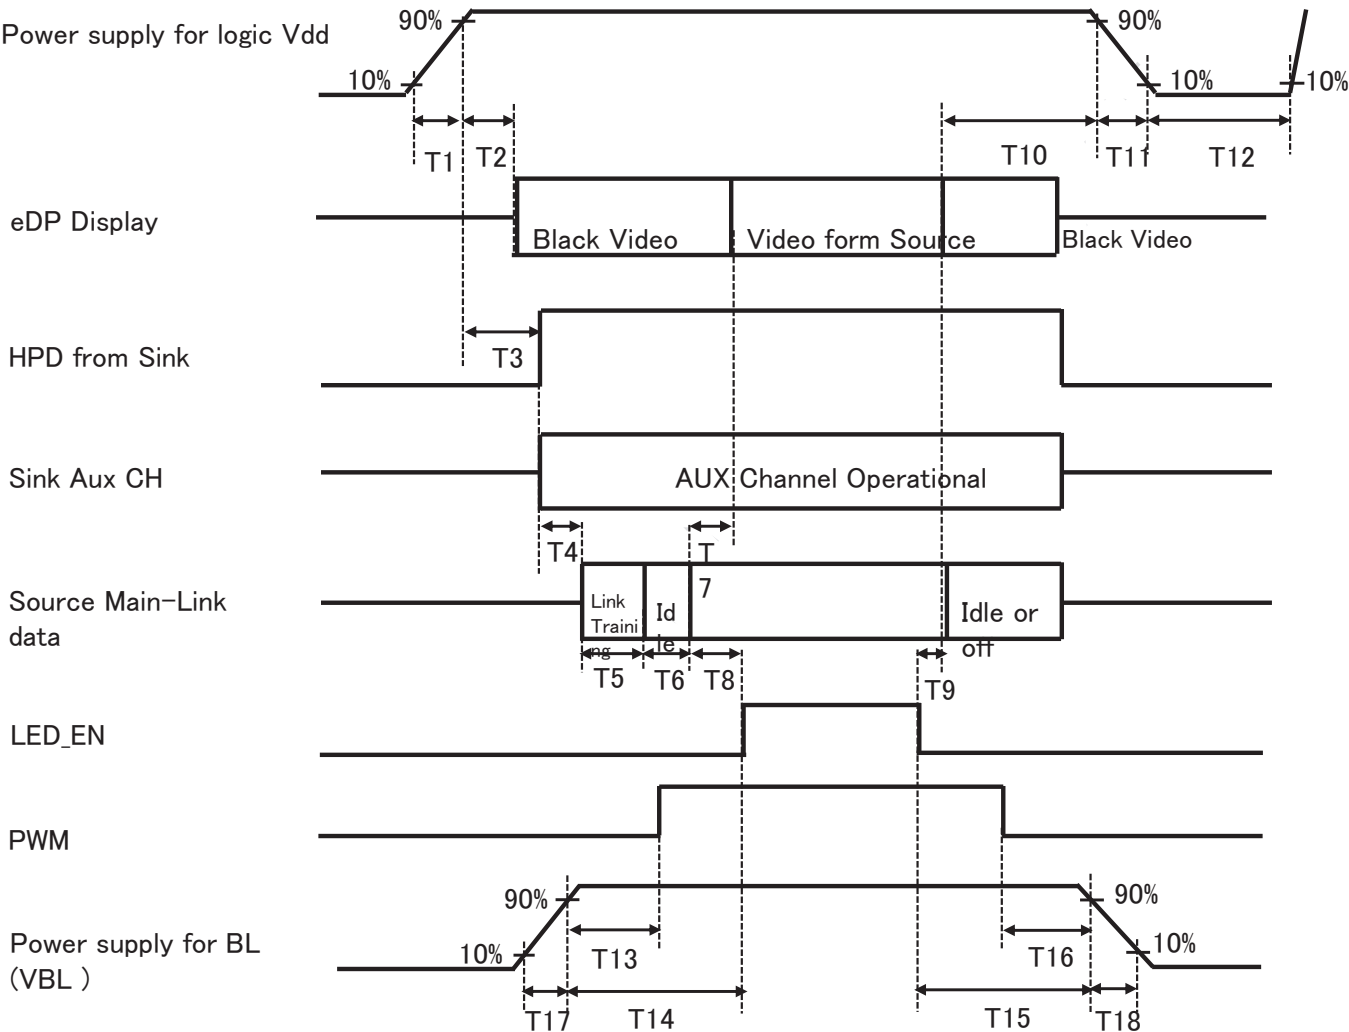 Power supply for logic Vdd
90%
90%
10%
10%
10%
T1
T2
T10
T11
T12
eDP Display
Black Video
Video form Source
Black Video
HPD from Sink
T3
Sink Aux CH
AUX Channel Operational
T4
T
7
Source Main-Link
data
Link
Traini
ng
Id
le
Idle or
off
T5
T6
T8
T9
LED_EN
PWM
90%
90%
Power supply for BL
(VBL )
10%
10%
T13
T16
T17
T14
T15
T18